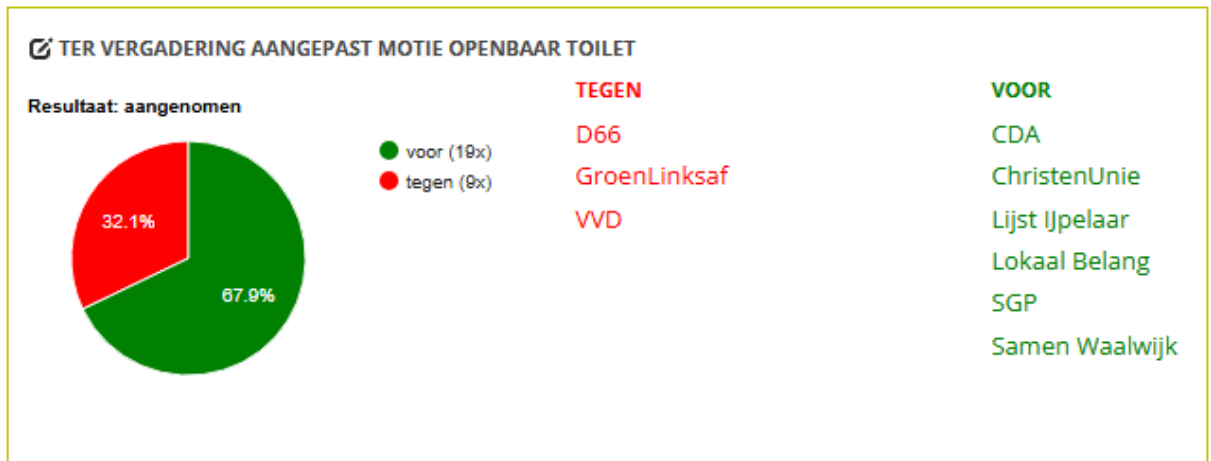 TER VERGADERING AANGEPAST MOTIE OPENBAAR TOILET
Resultaat: aangenomen
voor (19x)
tegen (9x)
32.1%
67.9%
TEGEN
D66
GroenLinksaf
VVD
VOOR
CDA
ChristenUnie
Lijst IJpelaar
Lokaal Belang
SGP
Samen Waalwijk